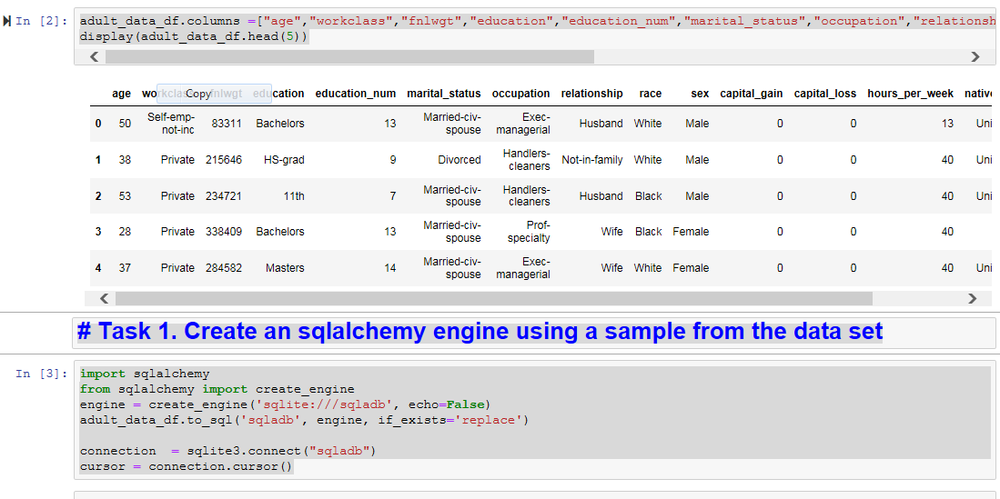 In [2]: adult_data_df.columns =["age","workclass","fnlwgt","education","education_num","marital_status","occupation","relationsh
display(adult_data_df.head(5))
Copy
age workclass fnlwgt education education_num marital_status occupation relationship race sex capital_gain capital_loss hours_per_week native
0 50 Self-emp-not-inc 83311 Bachelors 13 Married-civ-spouse Exec-managerial Husband White Male 0 0 13 Uni
1 38 Private 215646 HS-grad 9 Divorced Handlers-cleaners Not-in-family White Male 0 0 40 Uni
2 53 Private 234721 11th 7 Married-civ-spouse Handlers-cleaners Husband Black Male 0 0 40 Uni
3 28 Private 338409 Bachelors 13 Married-civ-spouse Prof-specialty Wife Black Female 0 0 40
4 37 Private 284582 Masters 14 Married-civ-spouse Exec-managerial Wife White Female 0 0 40 Uni
# Task 1. Create an sqlalchemy engine using a sample from the data set
In [3]: import sqlalchemy
from sqlalchemy import create_engine
engine = create_engine('sqlite:///sqladb', echo=False)
adult_data_df.to_sql('sqladb', engine, if_exists='replace')
connection  = sqlite3.connect("sqladb")
cursor = connection.cursor()